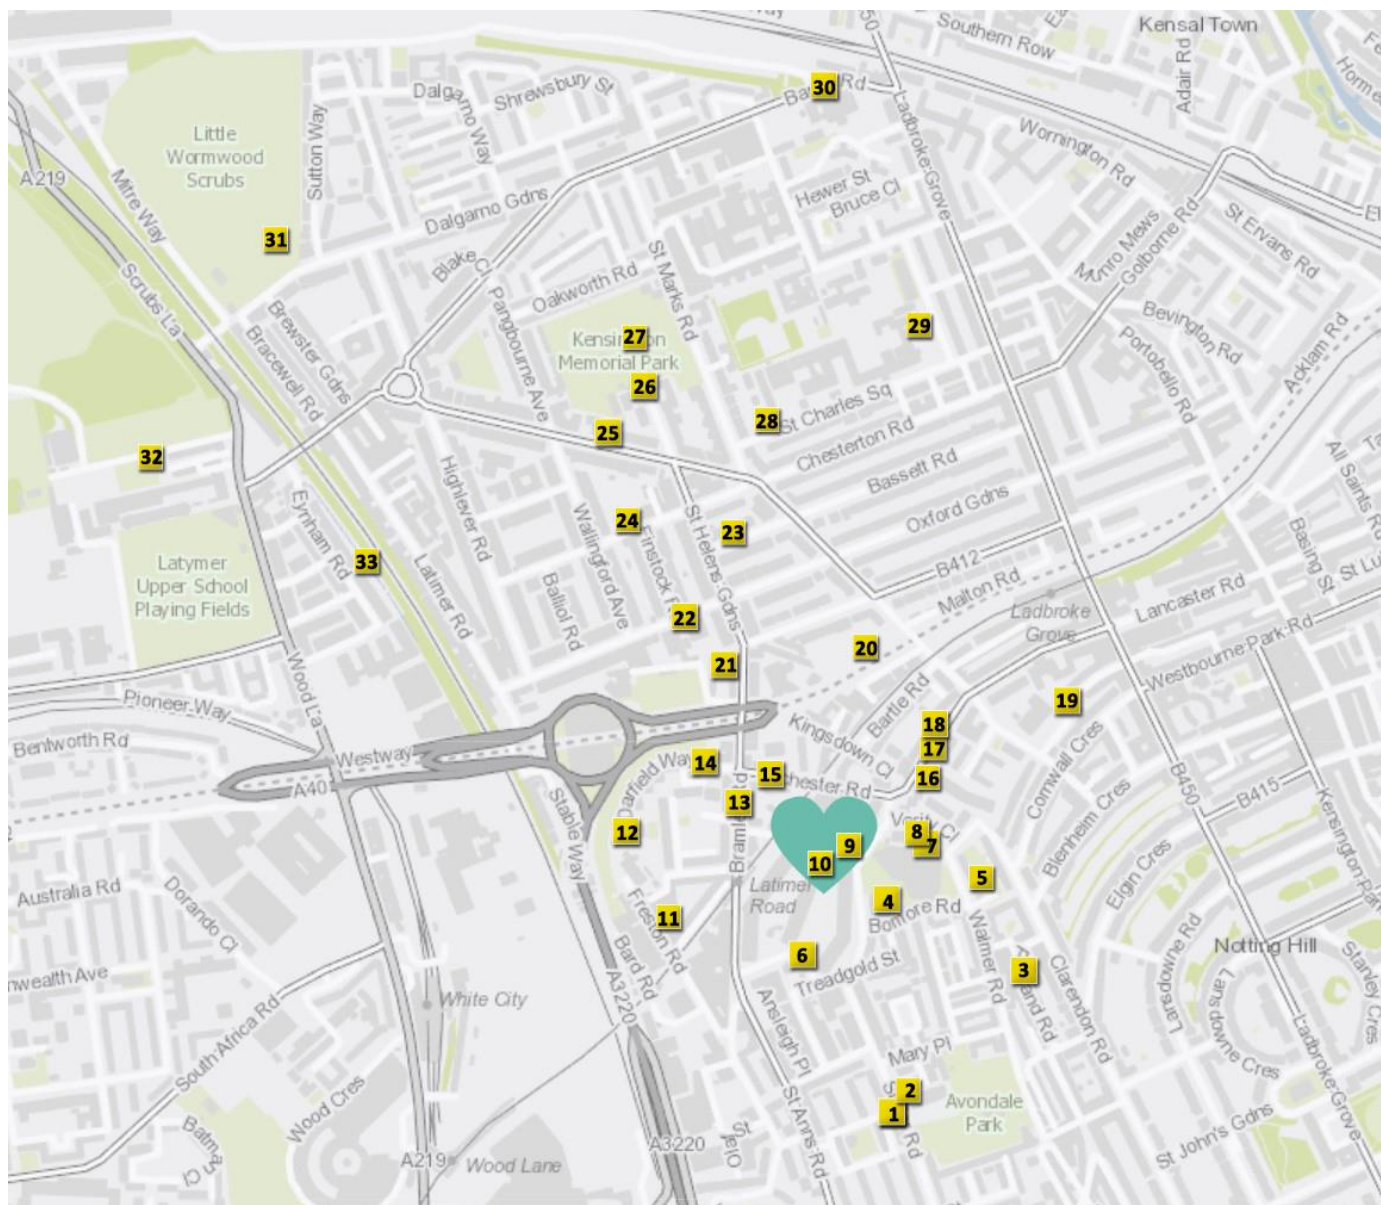 Kensal Town
Southern Row
Adair Rd
Ladbroke Grove
30
Shrewsbury St
Dalgarno Way
Little
Wormwood
Scrubs
Sutton Way
A219
Mitre Way
Wornington Rd
Hewer St
Bruce Cl
Dalgarno Gdns
31
St Ervans Rd
Munro Mews
Golborne Rd
Blake Cl
Oakworth Rd
St Marks Rd
Scrubs La
Pangbourne Ave
Brewster Gdns
Bracewell Rd
27
Kensington
Memorial Park
29
Bevington Rd
Portobello Rd
Acklam Rd
26
25
28
St Charles Sq
Chesterton Rd
Bassett Rd
Oxford Gdns
32
Highlever Rd
Eynham Rd
24
23
Finstock
Wallingford Ave
St Helens Gdns
All Saints Rd
Basing St
33
Latymer
Upper School
Playing Fields
Latimer Rd
Balliol Rd
B412
Malton Rd
Ladbroke
Grove
Lancaster Rd
22
20
21
Westbourne Park Rd
Wood La
Pioneer Way
19
Bartle Rd
18
17
Kingsdown Cl
Bentworth Rd
Westway
A40
14
15
16
Darfield Way
Cornwall Cres
B450
B415
13
Stable Way
12
8
7
Verity Cl
9
10
Blenheim Cres
Kensington
Elgin Cres
5
Latimer
Road
4
Bomore Rd
Australia Rd
Dorando Cl
11
Freston Rd
Bard Rd
Walmer Rd
Lansdowne Rd
Notting Hill
6
Treadgold St
3
Clarendon Rd
Lansdowne Cres
Stanley Cres
White City
A3220
South Africa Rd
Ansleigh Pl
Mary Pl
2
1
Avondale
Park
Wood Cres
St John's Gdns
Ladbroke Grove
A219
Wood Lane
A3220
Olaf St
St Anns Rd